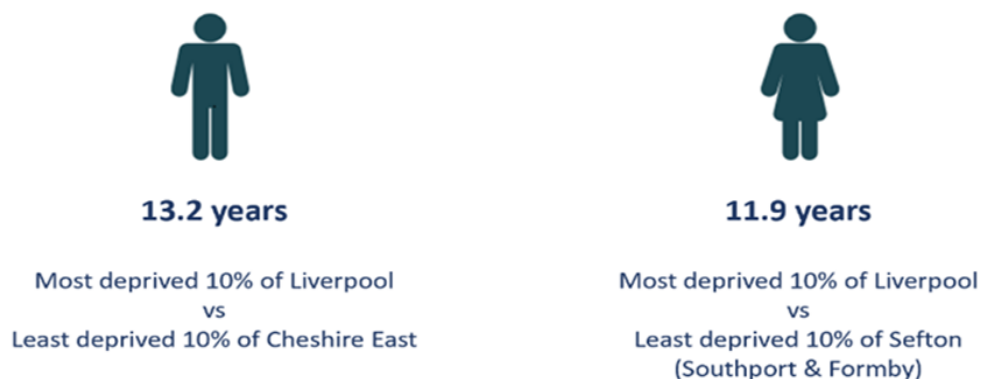 13.2 years
Most deprived 10% of Liverpool
vs
Least deprived 10% of Cheshire East
11.9 years
Most deprived 10% of Liverpool
vs
Least deprived 10% of Sefton
(Southport & Formby)